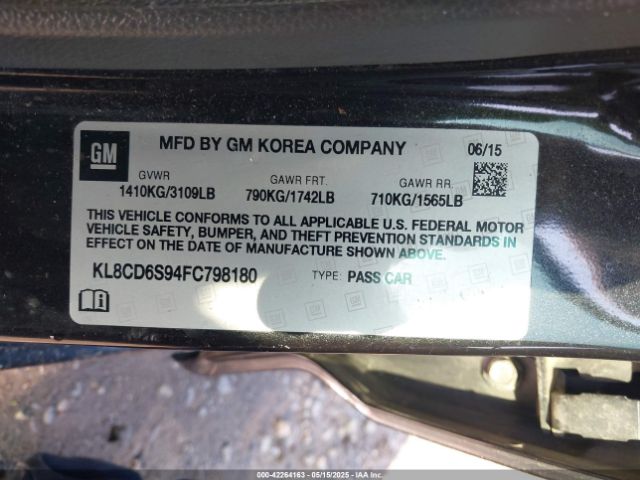 GM
MFD BY GM KOREA COMPANY
06/15
GVWR GAWR FRT. GAWR RR.
1410KG/3109LB 790KG/1742LB 710KG/1565LB
THIS VEHICLE CONFORMS TO ALL APPLICABLE U.S. FEDERAL MOTOR
VEHICLE SAFETY, BUMPER, AND THEFT PREVENTION STANDARDS IN
EFFECT ON THE DATE OF MANUFACTURE SHOWN ABOVE.
KL8CD6S94FC798180 TYPE: PASS CAR
000-42264163 — 05/15/2025 — IAAI.COM